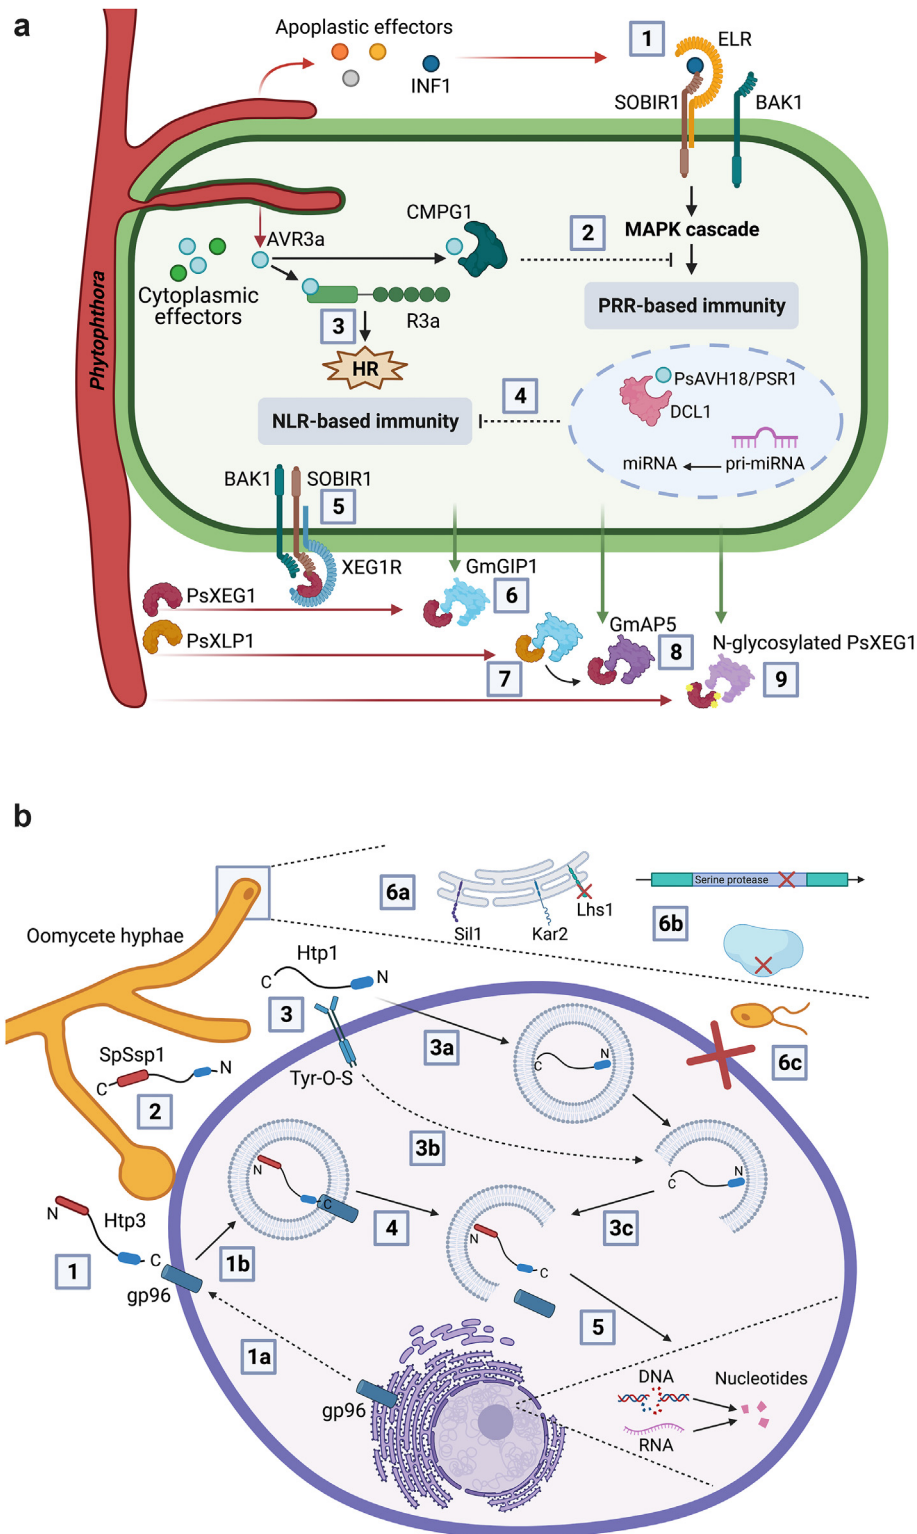 a
Apoplastic effectors
INF1
1
ELR
SOBIR1
BAK1
Phytophthora
AVR3a
CMPG1
2
MAPK cascade
Cytoplasmic
effectors
R3a
3
HR
PRR-based immunity
NLR-based immunity
4
PsAVH18/PSR1
DCL1
miRNA
pri-miRNA
BAK1
SOBIR1
5
XEG1R
GmGIP1
6
PsXEG1
PsXLP1
7
GmAP5
8
N-glycosylated PsXEG1
9
b
Oomycete hyphae
6a
Sil1
Kar2
Lhs1
Serine protease
6b
6c
Htp1
C
N
3
Tyr-O-S
3a
C
N
SpSsp1
C
N
2
3b
C
N
N
C
4
3c
N
C
Htp3
N
C
1
gp96
1b
1a
gp96
5
DNA
Nucleotides
RNA